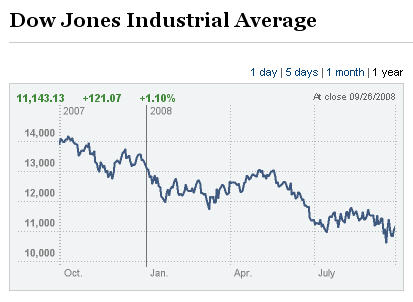 Dow Jones Industrial Average
1 day | 5 days | 1 month | 1 year
11,143.13 +121.07 +1.10% At close 09/26/2008
2007 2008
14,000
13,000
12,000
11,000
10,000
Oct. Jan. Apr. July